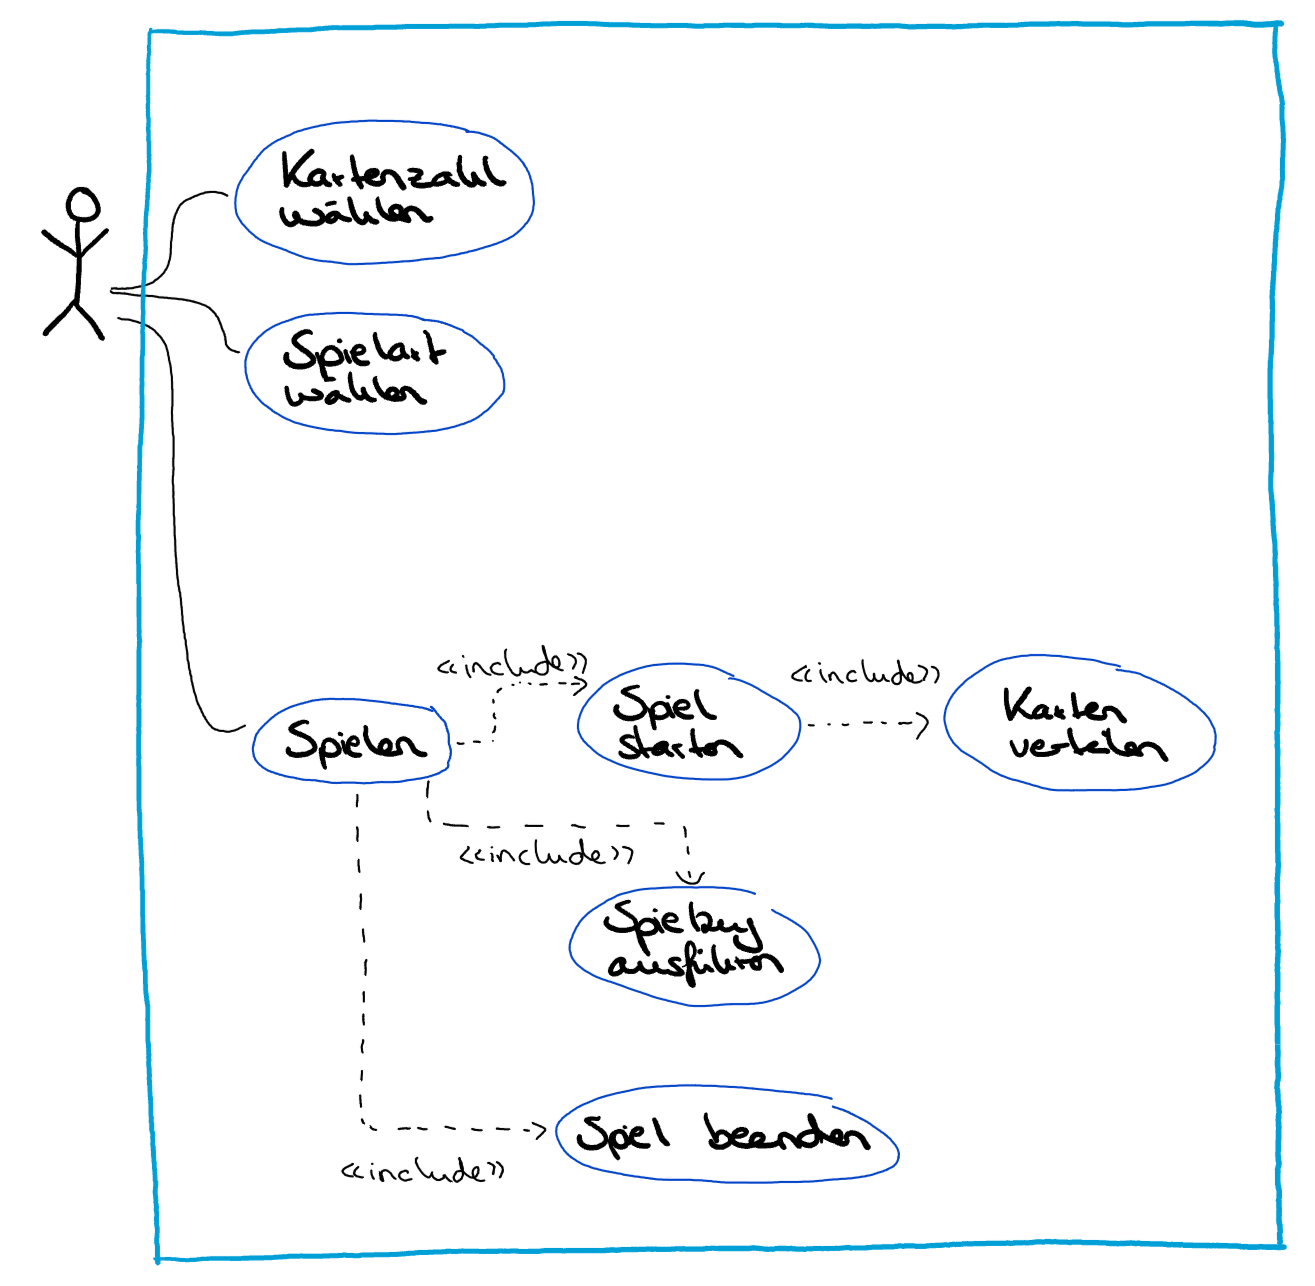 Kartenzahl
wählen
Spielart
wählen
<<include>>
<<include>>
Spiel
starten
Karten
verteilen
Spielen
<<include>>
Spielzug
ausführen
Spiel beenden
<<include>>